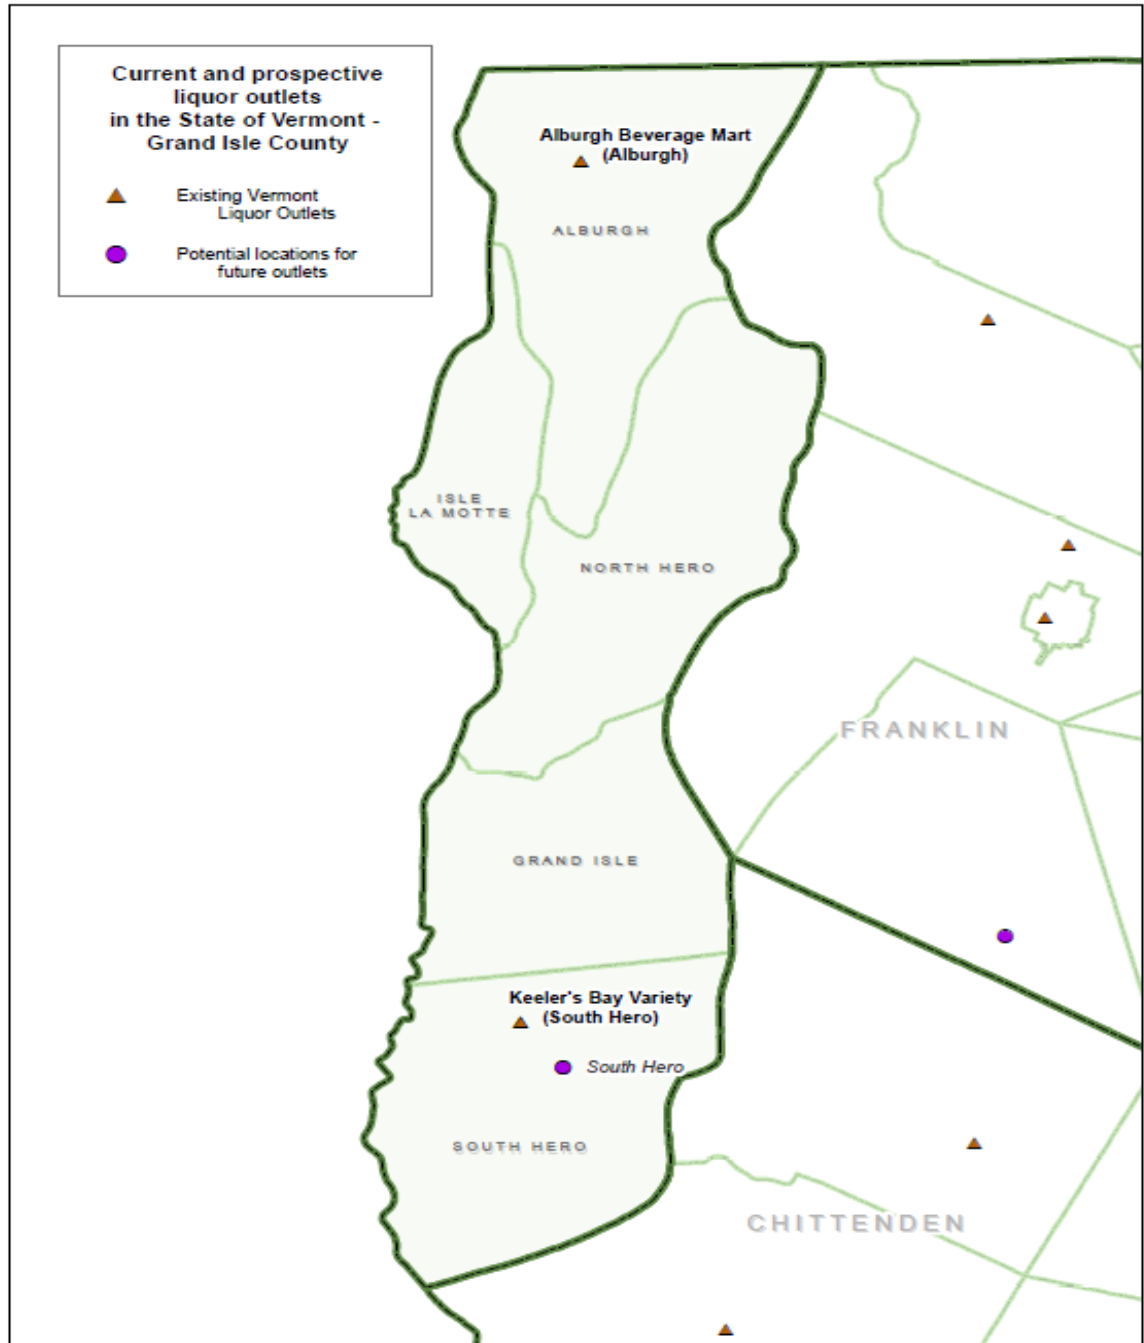 Current and prospective
liquor outlets
in the State of Vermont -
Grand Isle County
Existing Vermont
Liquor Outlets
Potential locations for
future outlets
Alburgh Beverage Mart
(Alburgh)
ALBURGH
ISLE
LA MOTTE
NORTH HERO
FRANKLIN
GRAND ISLE
Keeler's Bay Variety
(South Hero)
South Hero
SOUTH HERO
CHITTENDEN